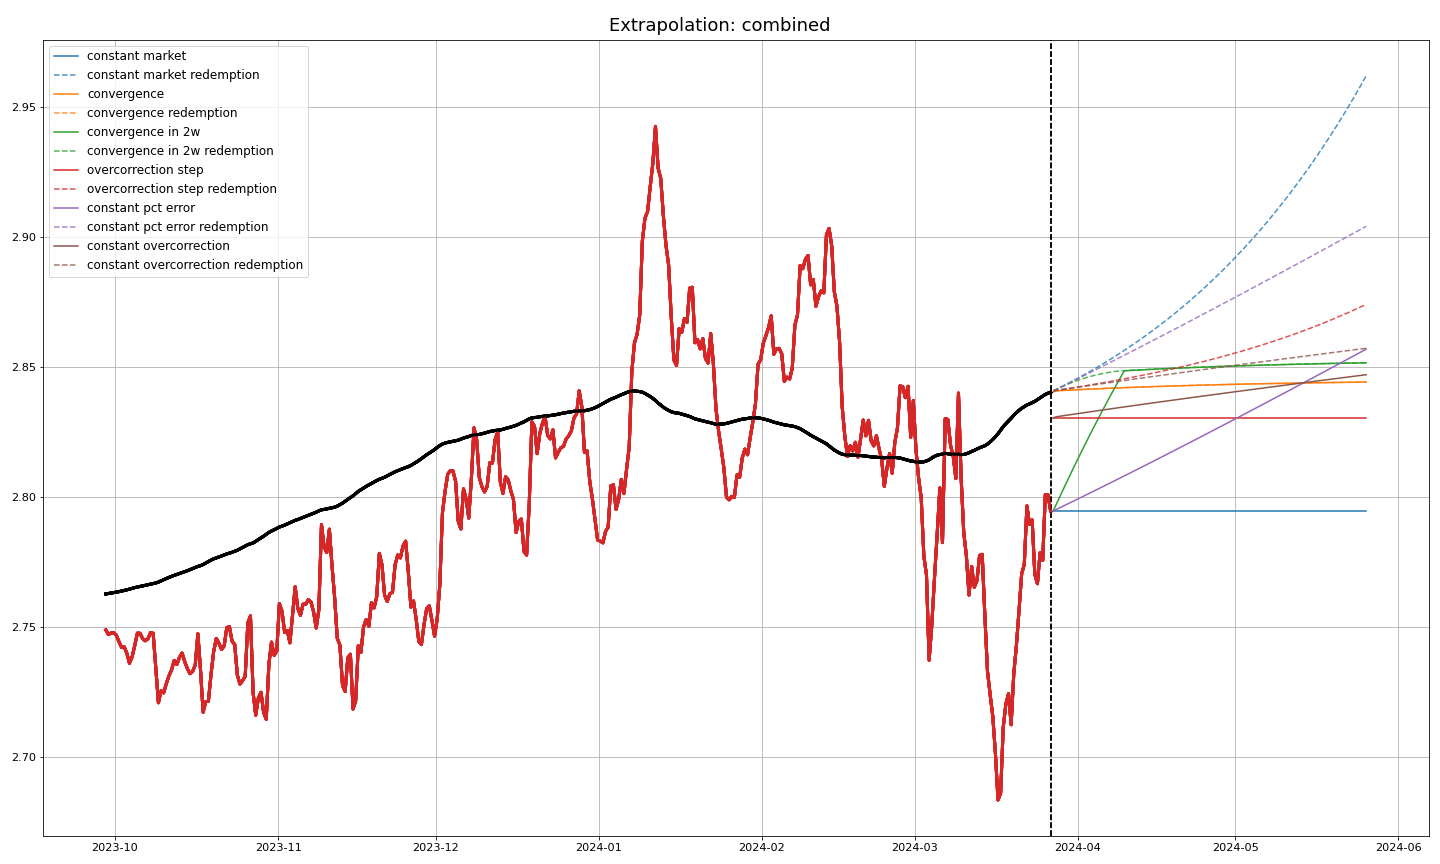 Extrapolation: combined
constant market
constant market redemption
convergence
convergence redemption
convergence in 2w
convergence in 2w redemption
overcorrection step
overcorrection step redemption
constant pct error
constant pct error redemption
constant overcorrection
constant overcorrection redemption
2.95
2.90
2.85
2.80
2.75
2.70
2023-10 2023-11 2023-12 2024-01 2024-02 2024-03 2024-04 2024-05 2024-06